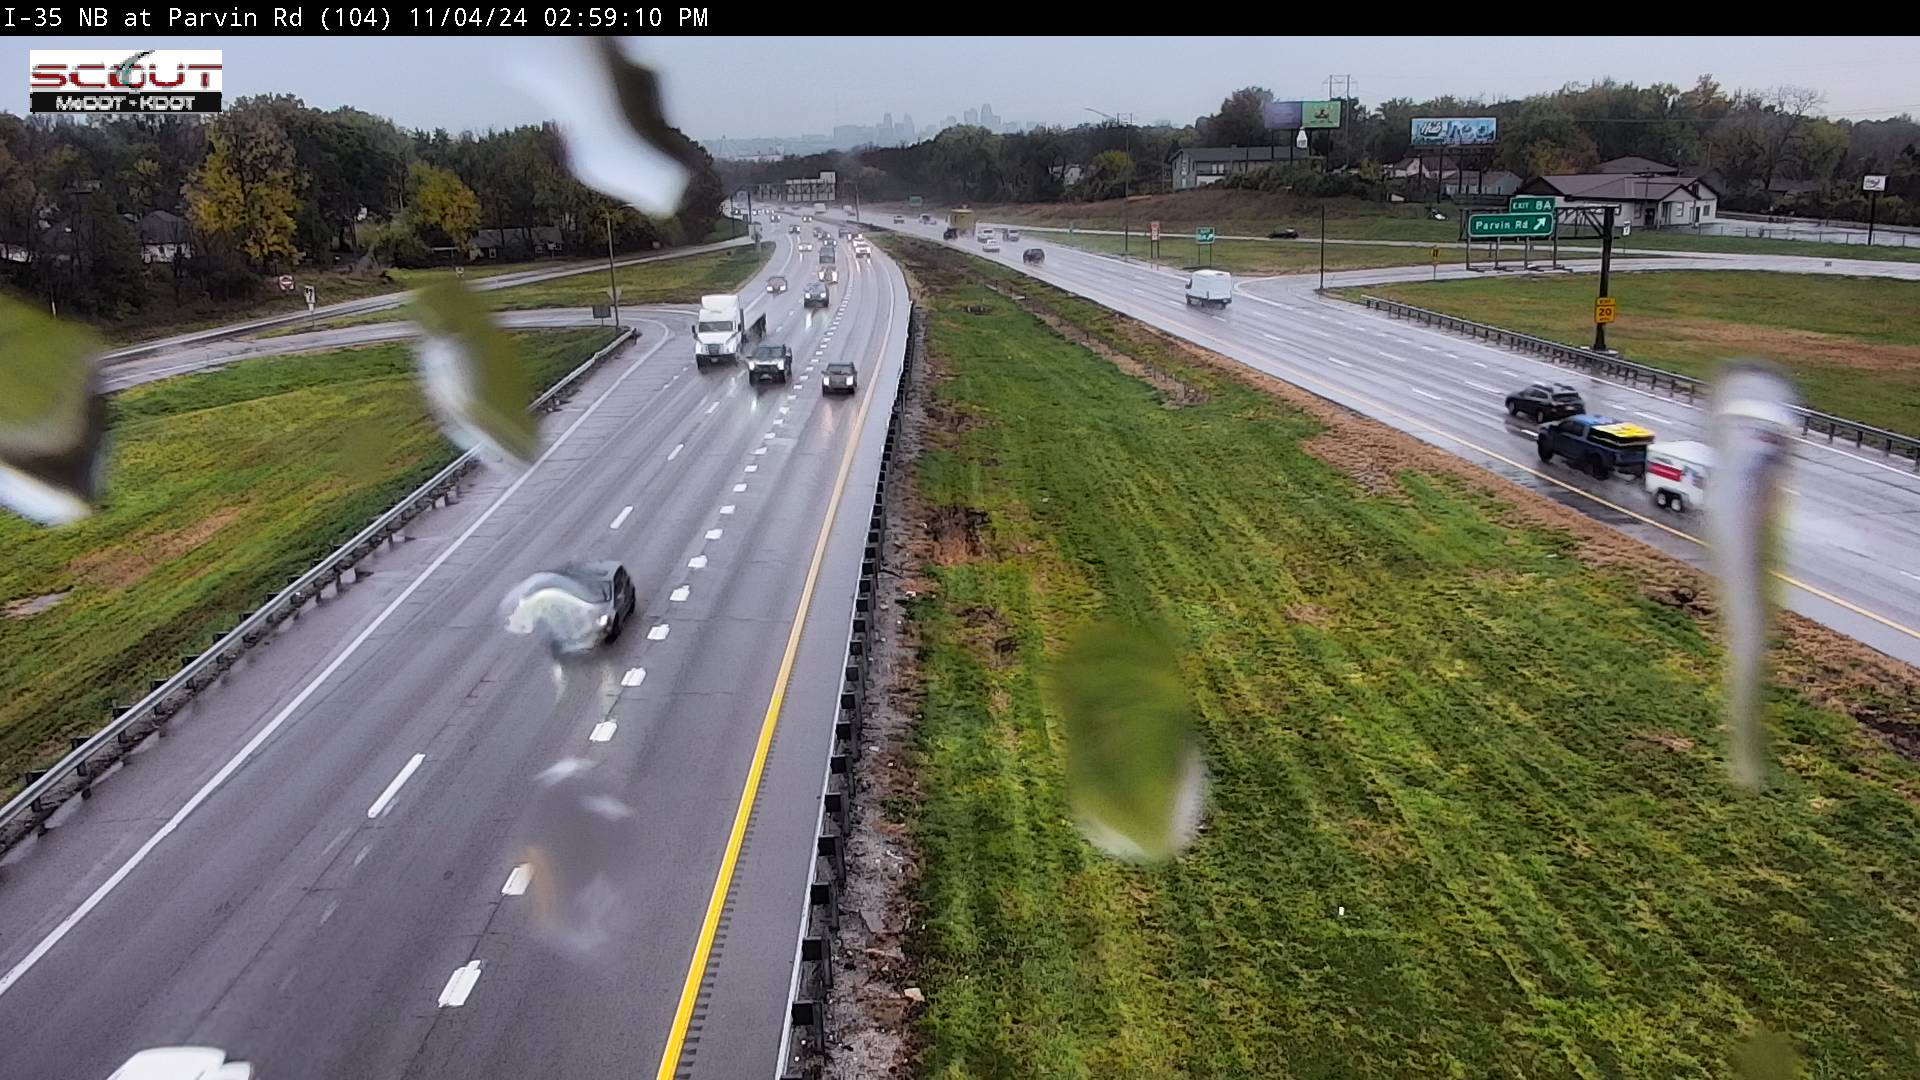 I-35 NB at Parvin Rd (104) 11/04/24 02:59:10 PM
SCOUT
MoDOT - KDOT
EXIT 8A
Parvin Rd
20